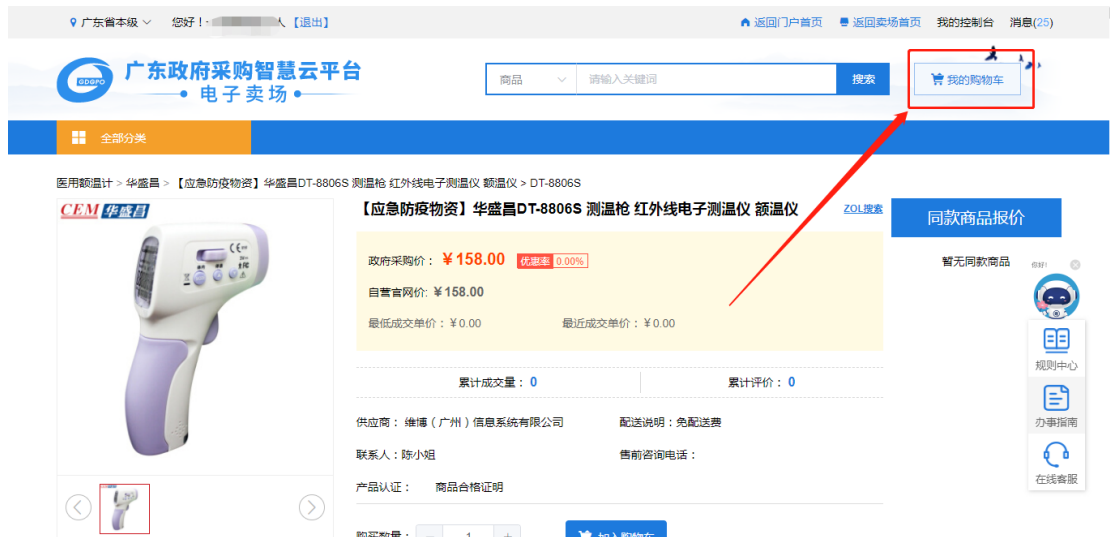 广东省本级 您好！ 人【退出】 返回门户首页 返回卖场首页 我的控制台 消息(25)
GDGPO 广东政府采购智慧云平台 电子卖场
商品 请输入关键词 搜索 我的购物车
全部分类
医用额温计 > 华盛昌 > 【应急防疫物资】华盛昌DT-8806S 测温枪 红外线电子测温仪 额温仪 > DT-8806S
CEM 华盛昌
【应急防疫物资】华盛昌DT-8806S 测温枪 红外线电子测温仪 额温仪 ZOL搜索
同款商品报价
政府采购价： ￥158.00 优惠率 0.00%
暂无同款商品
你好!
自营官网价: ￥158.00
最低成交单价：￥0.00 最近成交单价：￥0.00
规则中心
累计成交量： 0 累计评价： 0
供应商： 维博（广州）信息系统有限公司 配送说明：免配送费
办事指南
联系人：陈小姐 售前咨询电话：
在线客服
产品认证： 商品合格证明
购买数量： － 1 + 加入购物车